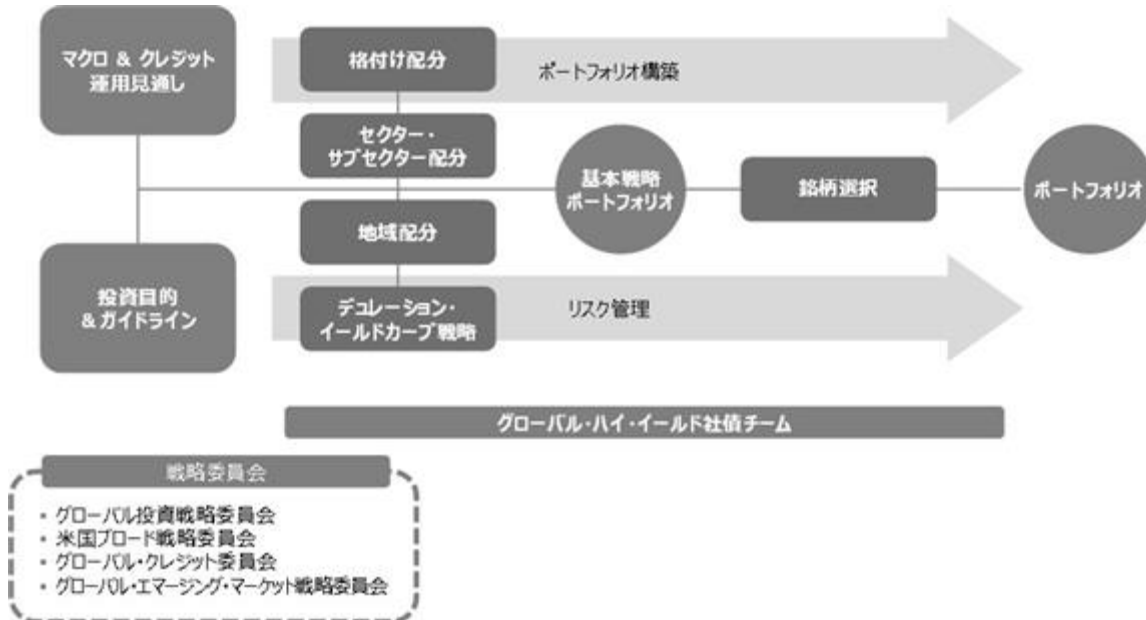 マクロ & クレジット
運用見通し
格付け配分
ポートフォリオ構築
セクター・
サブセクター配分
基本戦略
ポートフォリオ
銘柄選択
ポートフォリオ
地域配分
投資目的
&ガイドライン
デュレーション・
イールドカーブ戦略
リスク管理
グローバル・ハイ・イールド社債チーム
戦略委員会
▪ グローバル投資戦略委員会
▪ 米国ブロード戦略委員会
▪ グローバル・クレジット委員会
▪ グローバル・エマージング・マーケット戦略委員会